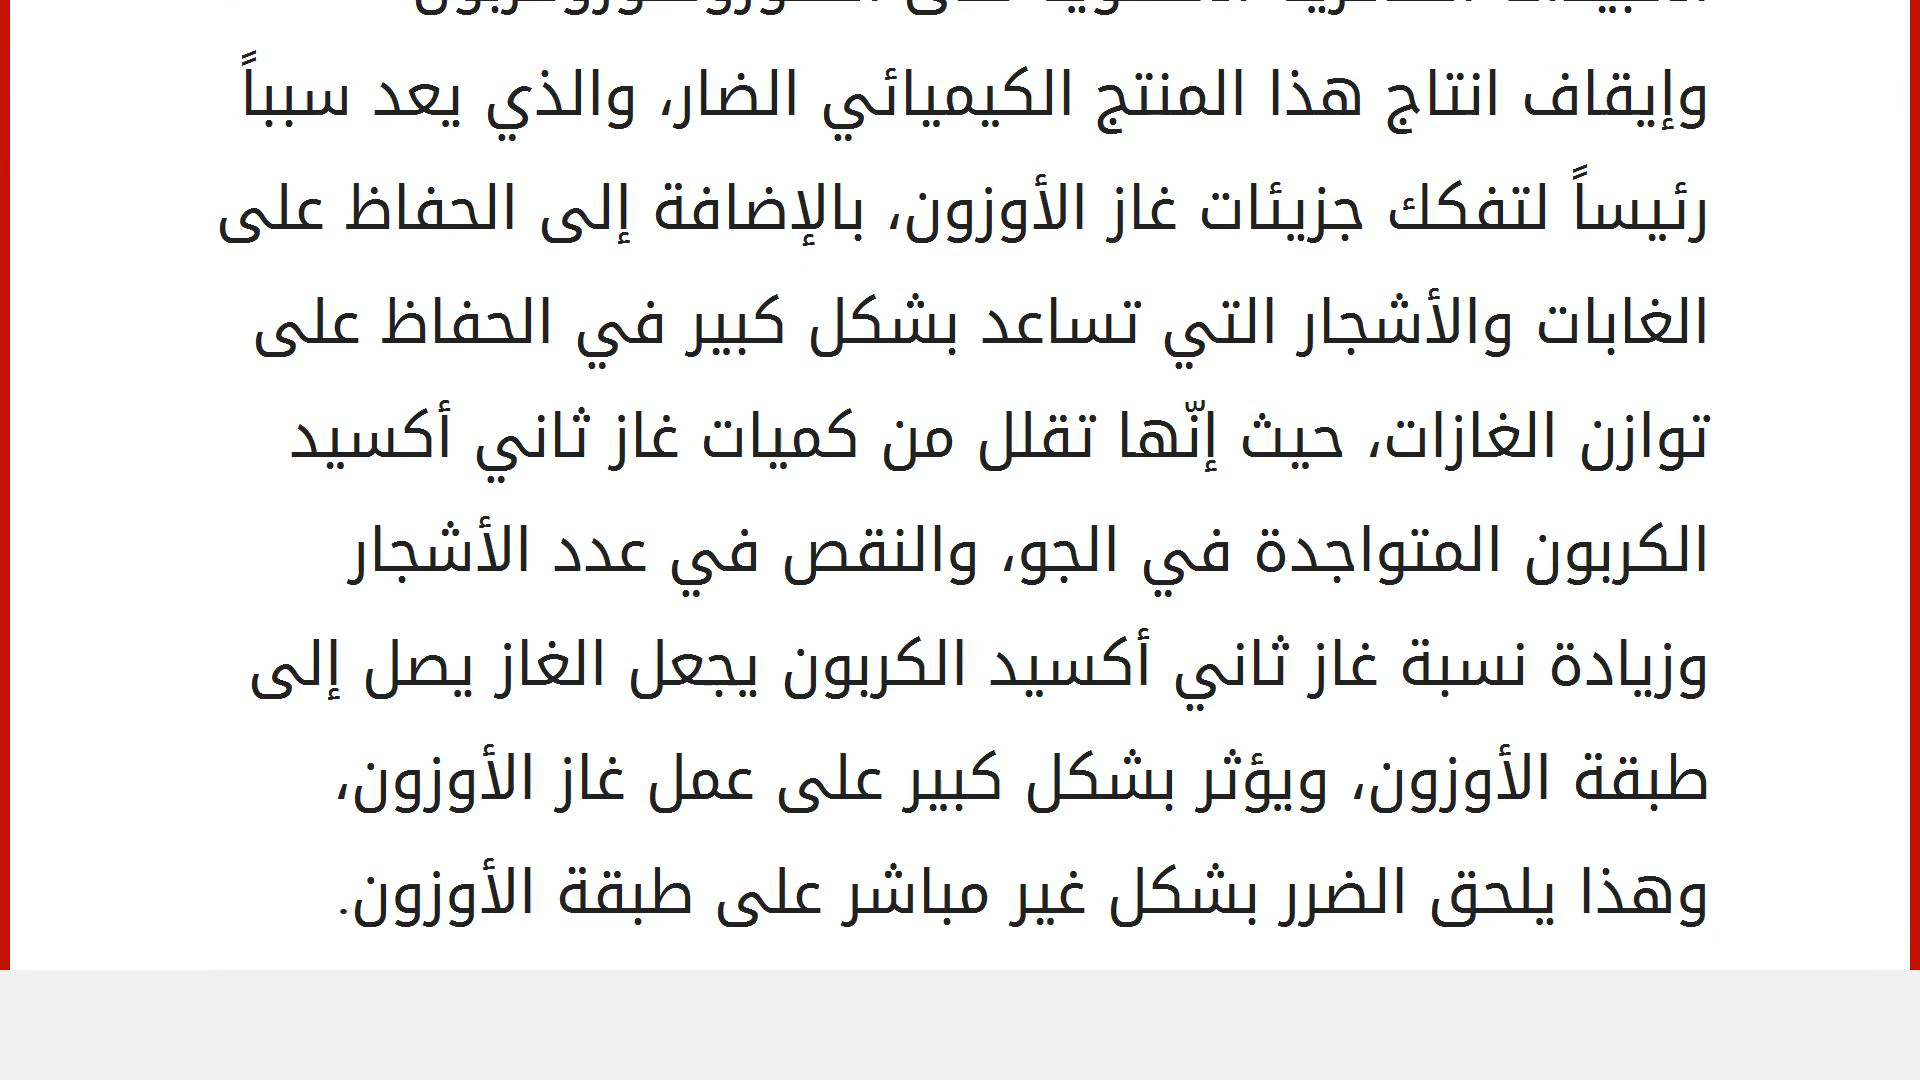 وإيقاف انتاج هذا المنتج الكيميائي الضار، والذي يعد سبباً
رئيساً لتفكك جزيئات غاز الأوزون، بالإضافة إلى الحفاظ على
الغابات والأشجار التي تساعد بشكل كبير في الحفاظ على
توازن الغازات، حيث إنّها تقلل من كميات غاز ثاني أكسيد
الكربون المتواجدة في الجو، والنقص في عدد الأشجار
وزيادة نسبة غاز ثاني أكسيد الكربون يجعل الغاز يصل إلى
طبقة الأوزون، ويؤثر بشكل كبير على عمل غاز الأوزون،
وهذا يلحق الضرر بشكل غير مباشر على طبقة الأوزون.